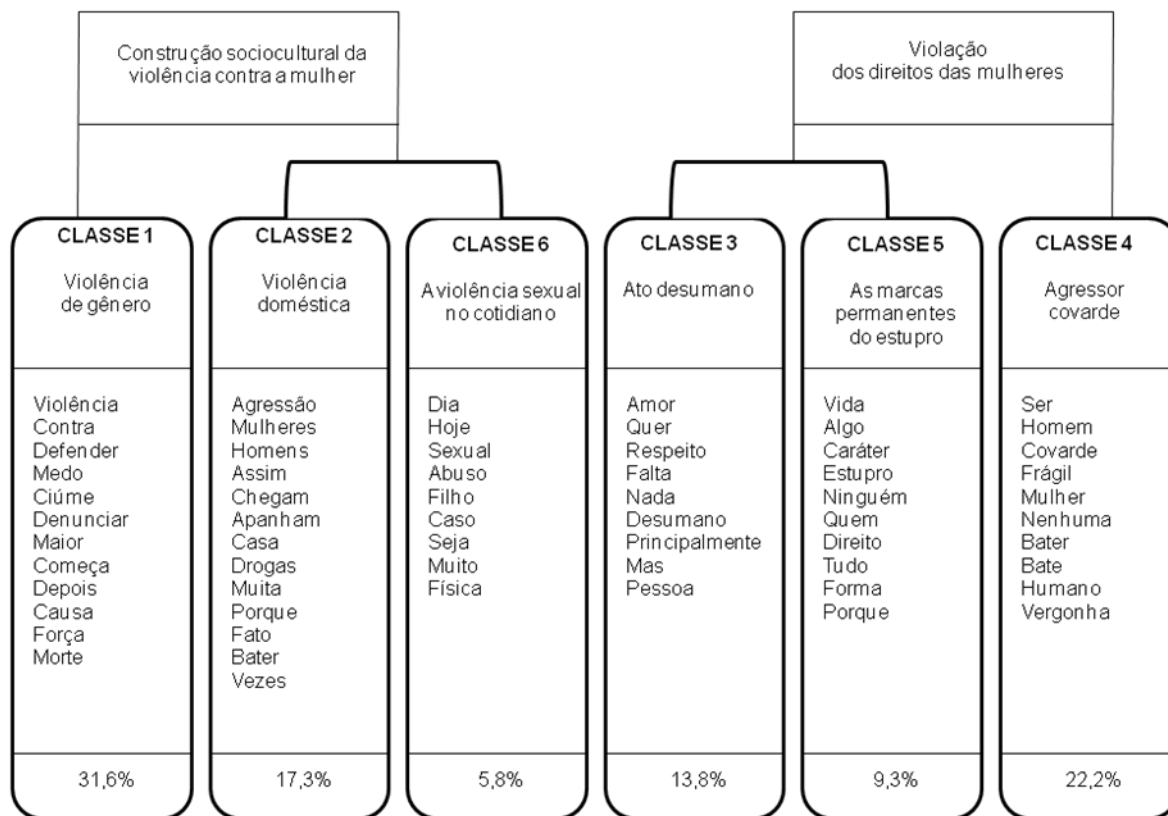 Construção sociocultural da
violência contra a mulher
Violação
dos direitos das mulheres
CLASSE 1
Violência
de gênero
Violência
Contra
Defender
Medo
Ciúme
Denunciar
Maior
Começa
Depois
Causa
Força
Morte
31,6%
CLASSE 2
Violência
doméstica
Agressão
Mulheres
Homens
Assim
Chegam
Apanham
Casa
Drogas
Muita
Porque
Fato
Bater
Vezes
17,3%
CLASSE 6
A violência sexual
no cotidiano
Dia
Hoje
Sexual
Abuso
Filho
Caso
Seja
Muito
Física
5,8%
CLASSE 3
Ato desumano
Amor
Quer
Respeito
Falta
Nada
Desumano
Principalmente
Mas
Pessoa
13,8%
CLASSE 5
As marcas
permanentes
do estupro
Vida
Algo
Caráter
Estupro
Ninguém
Quem
Direito
Tudo
Forma
Porque
9,3%
CLASSE 4
Agressor
covarde
Ser
Homem
Covarde
Frágil
Mulher
Nenhuma
Bater
Bate
Humano
Vergonha
22,2%